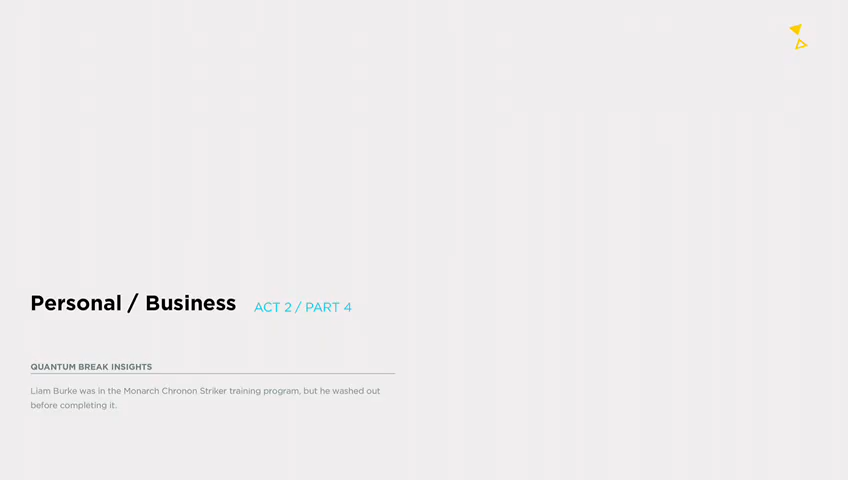 Personal / Business ACT 2 / PART 4
QUANTUM BREAK INSIGHTS
Liam Burke was in the Monarch Chronon Striker training program, but he washed out
before completing it.